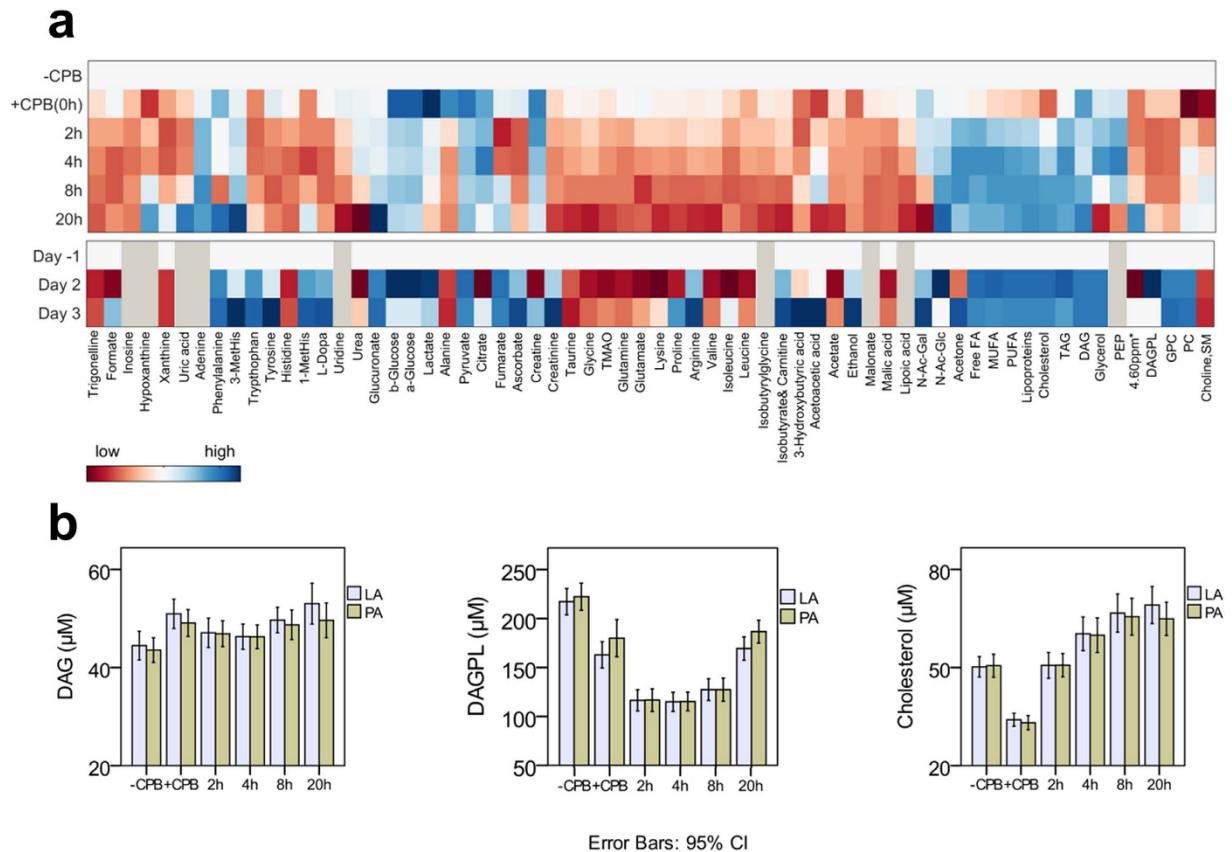 a
-CPB
+CPB(0h)
2h
4h
8h
20h
Day -1
Day 2
Day 3
Trigonelline
Formate
Inosine
Hypoxanthine
Xanthine
Uric acid
Adenine
Phenylalanine
3-MetHis
Trypthophan
Tyrosine
Histidine
1-MetHis
L-Dopa
Uridine
Urea
Glucuronate
b-Glucose
a-Glucose
Lactate
Alanine
Pyruvate
Citrate
Fumarate
Ascorbate
Creatine
Creatinine
Taurine
Glycine
TMAO
Glutamine
Glutamate
Lysine
Proline
Arginine
Valine
Isoleucine
Leucine
Isobutyrylglycine
Isobutyrate& Carnitine
3-Hydroxybutyric acid
Acetoacetic acid
Acetate
Ethanol
Malonate
Malic acid
Lipoic acid
N-Ac-Gal
N-Ac-Glc
Acetone
Free FA
MUFA
PUFA
Lipoproteins
Cholesterol
TAG
DAG
Glycerol
PEP
4.60ppm*
DAGPL
GPC
PC
Choline,SM
low high
b
DAG (µM)
60
40
20
-CPB+CPB 2h 4h 8h 20h
LA
PA
DAGPL (µM)
250
200
150
100
50
-CPB+CPB 2h 4h 8h 20h
LA
PA
Cholesterol (µM)
80
50
20
-CPB+CPB 2h 4h 8h 20h
LA
PA
Error Bars: 95% CI